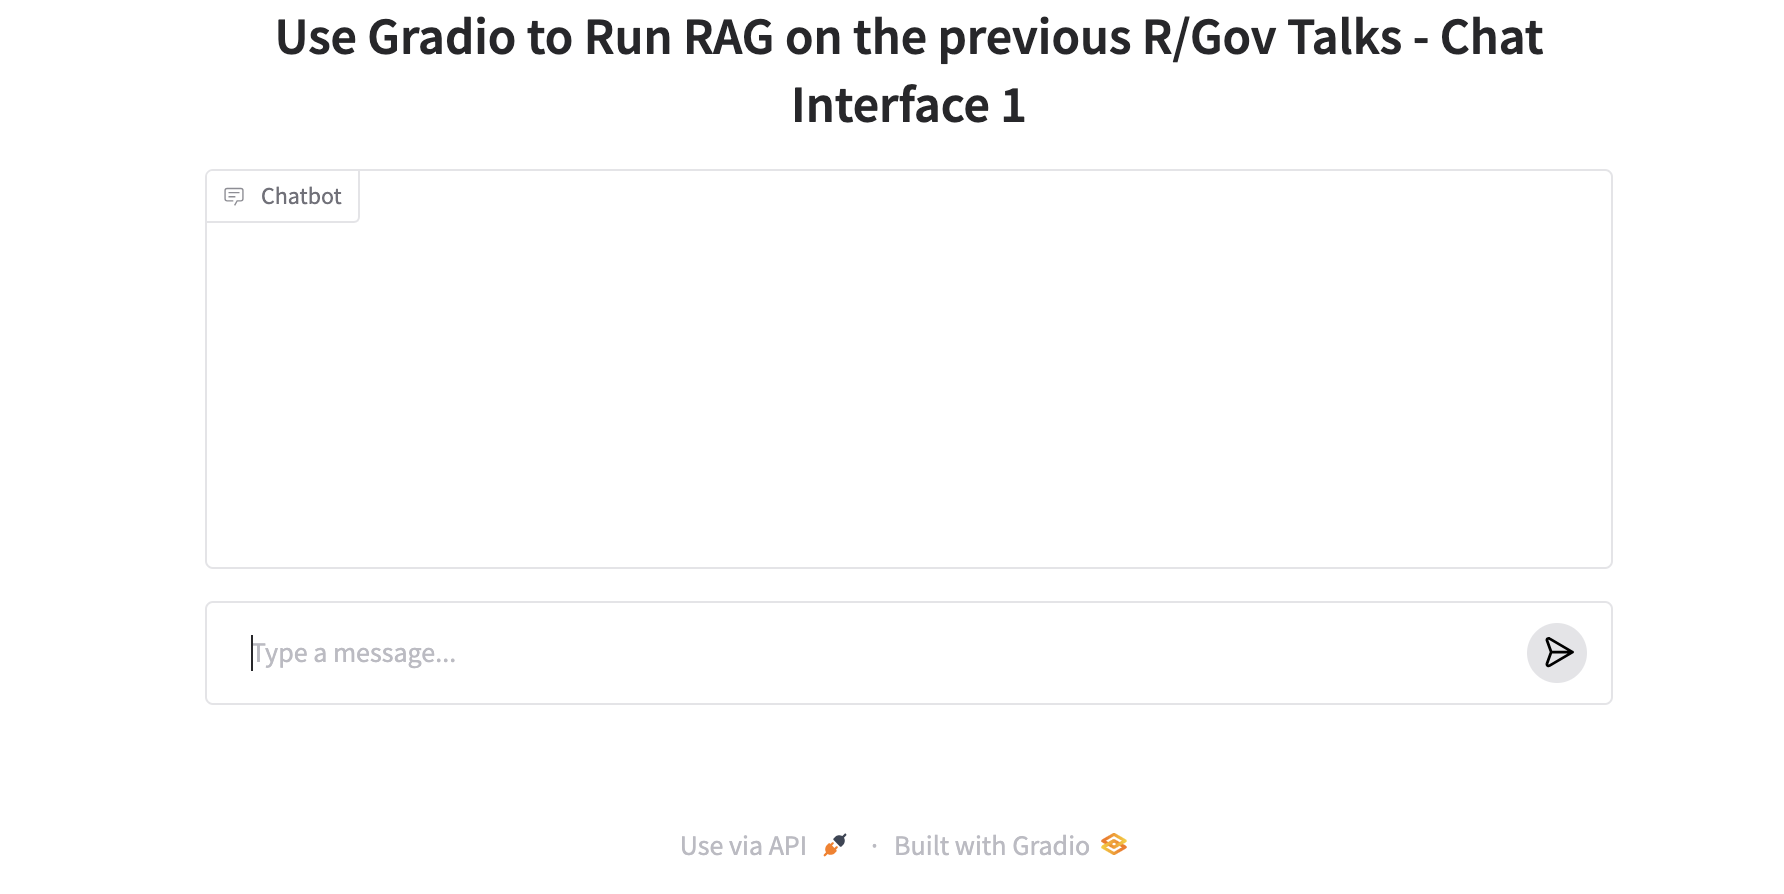 Use Gradio to Run RAG on the previous R/Gov Talks - Chat
Interface 1
Chatbot
Type a message...
Use via API · Built with Gradio